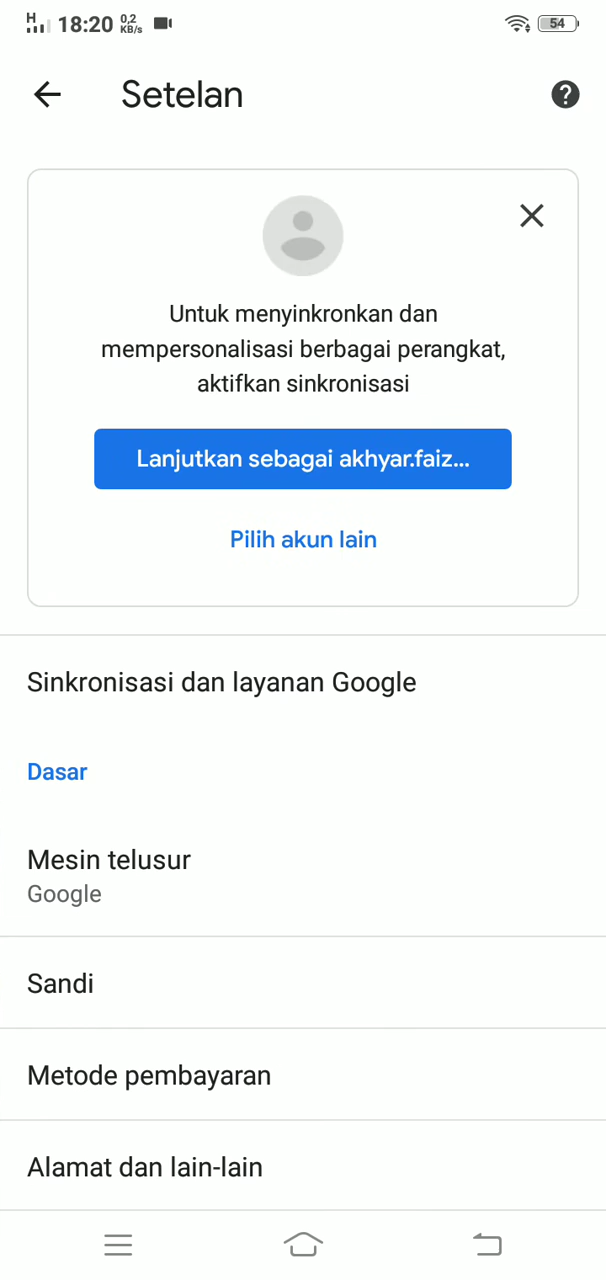 H 18:20 0,2 KB/s 54
Setelan
Untuk menyinkronkan dan
mempersonalisasi berbagai perangkat,
aktifkan sinkronisasi
Lanjutkan sebagai akhyar.faiz...
Pilih akun lain
Sinkronisasi dan layanan Google
Dasar
Mesin telusur
Google
Sandi
Metode pembayaran
Alamat dan lain-lain